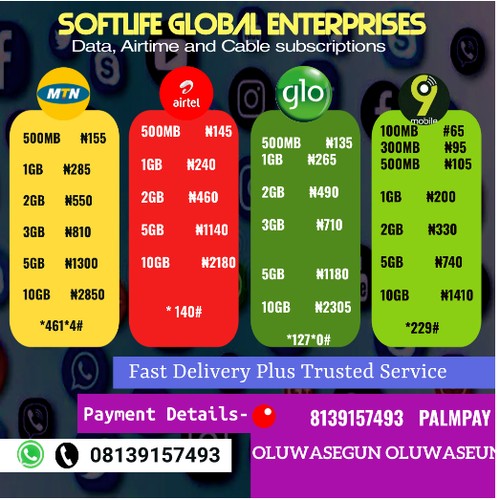 SOFTLIFE GLOBAL ENTERPRISES
Data, Airtime and Cable subscriptions
MTN
500MB ₦155
1GB ₦285
2GB ₦550
3GB ₦810
5GB ₦1300
10GB ₦2850
*461*4#
airtel
500MB ₦145
1GB ₦240
2GB ₦460
5GB ₦1140
10GB ₦2180
* 140#
glo
500MB ₦135
1GB ₦265
2GB ₦490
3GB ₦710
5GB ₦1180
10GB ₦2305
*127*0#
9
mobile
100MB #65
300MB ₦95
500MB ₦105
1GB ₦200
2GB ₦330
5GB ₦740
10GB ₦1410
*229#
Fast Delivery Plus Trusted Service
Payment Details-
8139157493 PALMPAY
08139157493
OLUWASEGUN OLUWASEUN